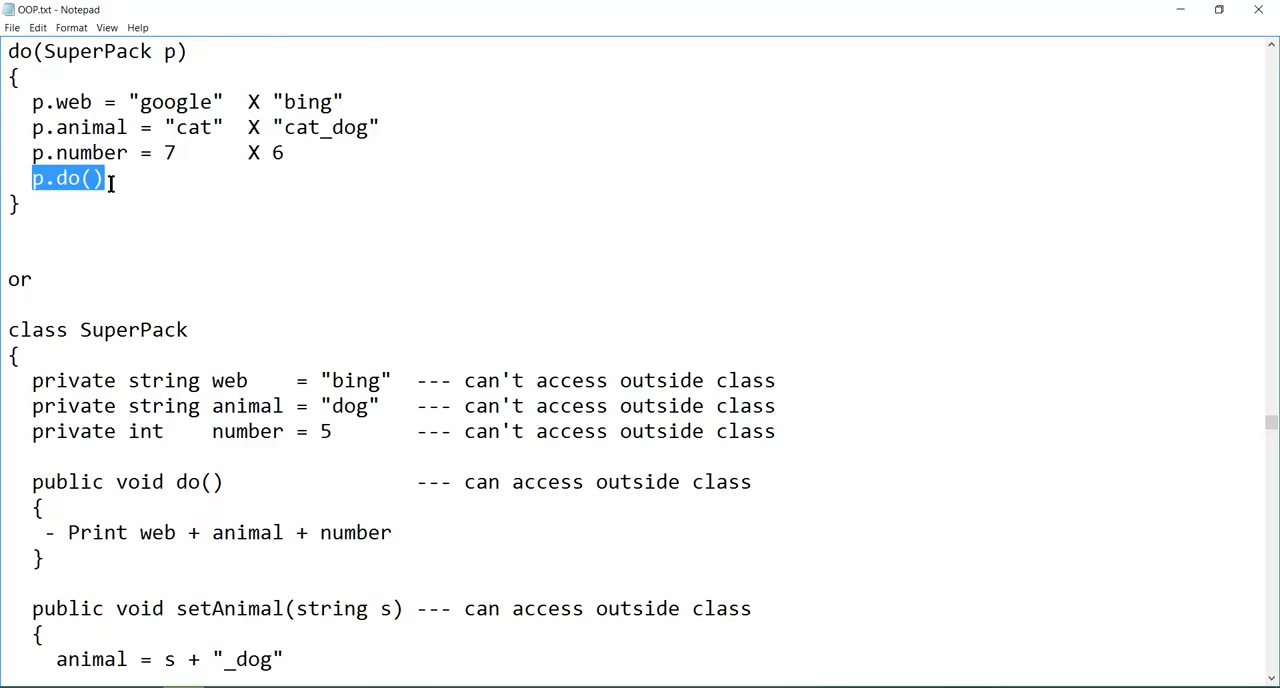 OOP.txt - Notepad
File Edit Format View Help
do(SuperPack p)
{
p.web = "google" X "bing"
p.animal = "cat" X "cat_dog"
p.number = 7 X 6
p.do()
}
or
class SuperPack
{
private string web = "bing" --- can't access outside class
private string animal = "dog" --- can't access outside class
private int number = 5 --- can't access outside class
public void do() --- can access outside class
{
- Print web + animal + number
}
public void setAnimal(string s) --- can access outside class
{
animal = s + "_dog"